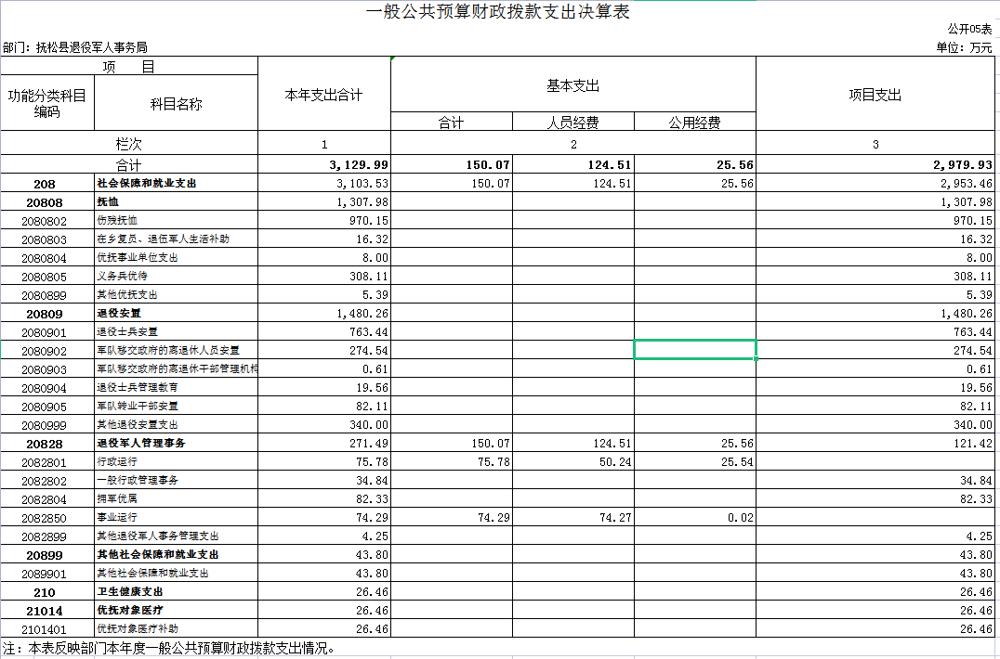 一般公共预算财政拨款支出决算表
公开05表
部门：抚松县退役军人事务局 单位：万元
项 目 本年支出合计 基本支出 项目支出
功能分类科目编码 科目名称 合计 人员经费 公用经费
栏次 1 2 3
合计 3,129.99 150.07 124.51 25.56 2,979.93
208 社会保障和就业支出 3,103.53 150.07 124.51 25.56 2,953.46
20808 抚恤 1,307.98 1,307.98
2080802 伤残抚恤 970.15 970.15
2080803 在乡复员、退伍军人生活补助 16.32 16.32
2080804 优抚事业单位支出 8.00 8.00
2080805 义务兵优待 308.11 308.11
2080899 其他优抚支出 5.39 5.39
20809 退役安置 1,480.26 1,480.26
2080901 退役士兵安置 763.44 763.44
2080902 军队移交政府的离退休人员安置 274.54 274.54
2080903 军队移交政府的离退休干部管理机构 0.61 0.61
2080904 退役士兵管理教育 19.56 19.56
2080905 军队转业干部安置 82.11 82.11
2080999 其他退役安置支出 340.00 340.00
20828 退役军人管理事务 271.49 150.07 124.51 25.56 121.42
2082801 行政运行 75.78 75.78 50.24 25.54
2082802 一般行政管理事务 34.84 34.84
2082804 拥军优属 82.33 82.33
2082850 事业运行 74.29 74.29 74.27 0.02
2082899 其他退役军人事务管理支出 4.25 4.25
20899 其他社会保障和就业支出 43.80 43.80
2089901 其他社会保障和就业支出 43.80 43.80
210 卫生健康支出 26.46 26.46
21014 优抚对象医疗 26.46 26.46
2101401 优抚对象医疗补助 26.46 26.46
注：本表反映部门本年度一般公共预算财政拨款支出情况。